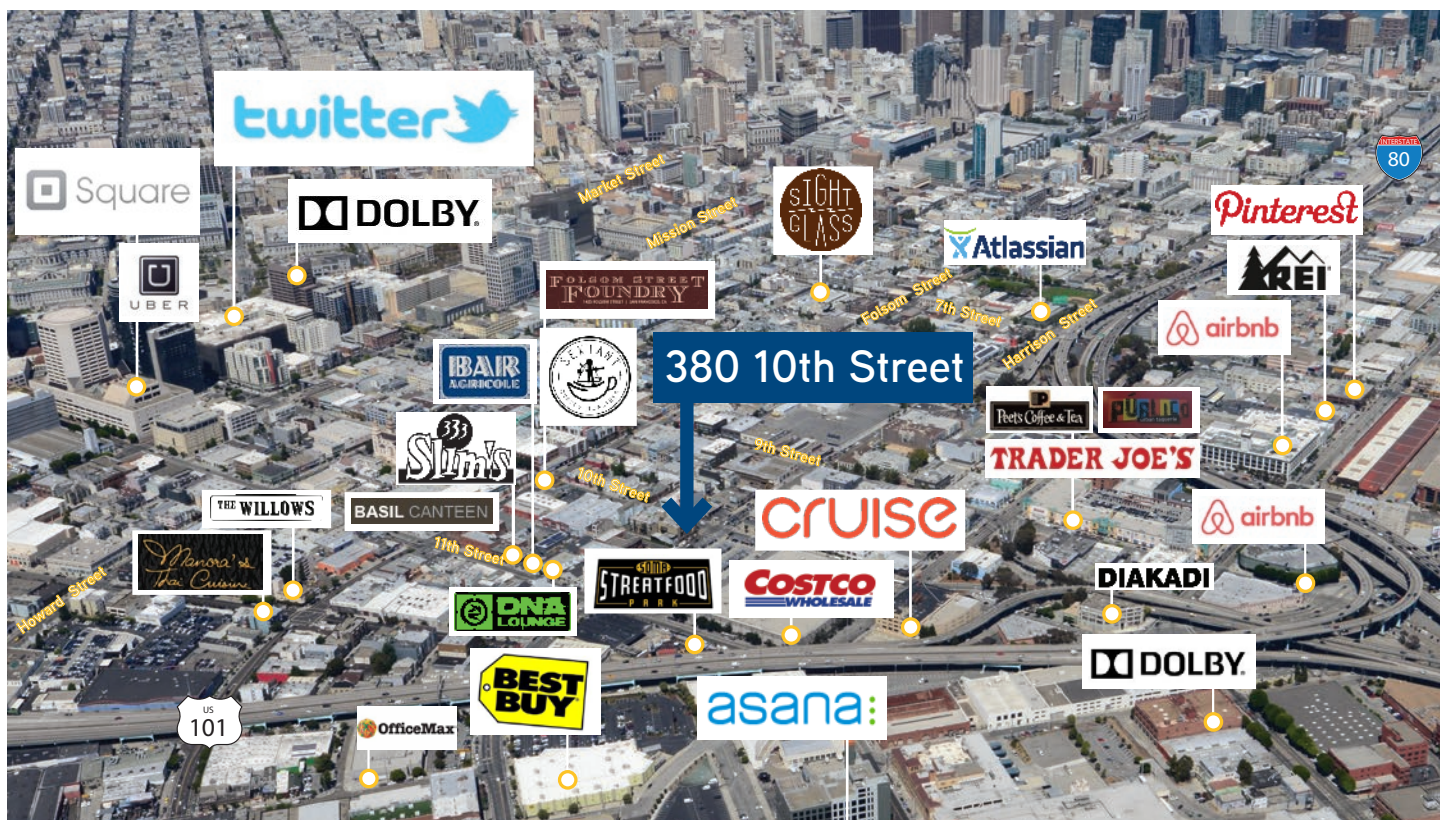 twitter
Square
DOLBY
UBER
Market Street
Mission Street
SIGHT
GLASS
Atlassian
INTERSTATE
80
Pinterest
REI
airbnb
FOLSOM STREET
FOUNDRY
Folsom Street
7th Street
Harrison Street
BAR
AGRICOLE
SEXTANT
380 10th Street
Peet's Coffee & Tea
TRADER JOE'S
333
Slim's
9th Street
10th Street
THE WILLOWS
BASIL CANTEEN
CRUISE
airbnb
Manora's
Thai Cuisine
11th Street
Howard Street
SOMA
STREATFOOD
PARK
COSTCO
WHOLESALE
DIAKADI
DNA
LOUNGE
DOLBY
BEST
BUY
asana:
US
101
OfficeMax